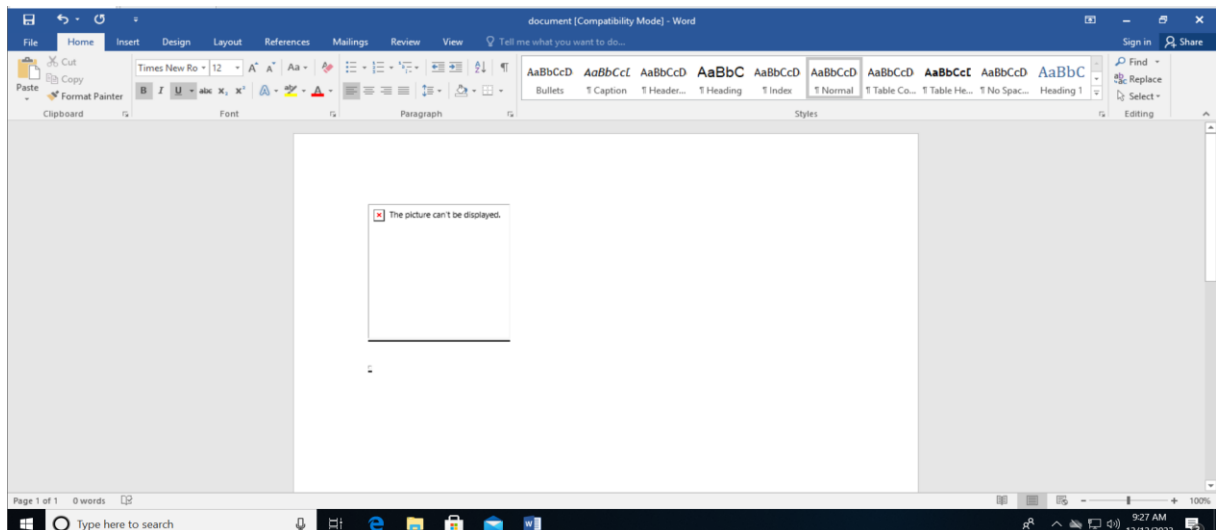 document [Compatibility Mode] - Word
File Home Insert Design Layout References Mailings Review View Tell me what you want to do... Sign in Share
Paste
Cut
Copy
Format Painter
Clipboard
Times New Ro 12 A A Aa
B I U abc X₂ X² A A
Font
Paragraph
AaBbCcD AaBbCcL AaBbCcD AaBbC AaBbCcD AaBbCcD AaBbCcD AaBbCcL AaBbCcD AaBbC
Bullets ¶ Caption ¶ Header... ¶ Heading ¶ Index ¶ Normal ¶ Table Co... ¶ Table He... ¶ No Spac... Heading 1
Styles
Find
Replace
Select
Editing
The picture can't be displayed.
Page 1 of 1 0 words 100%
Type here to search
9:27 AM